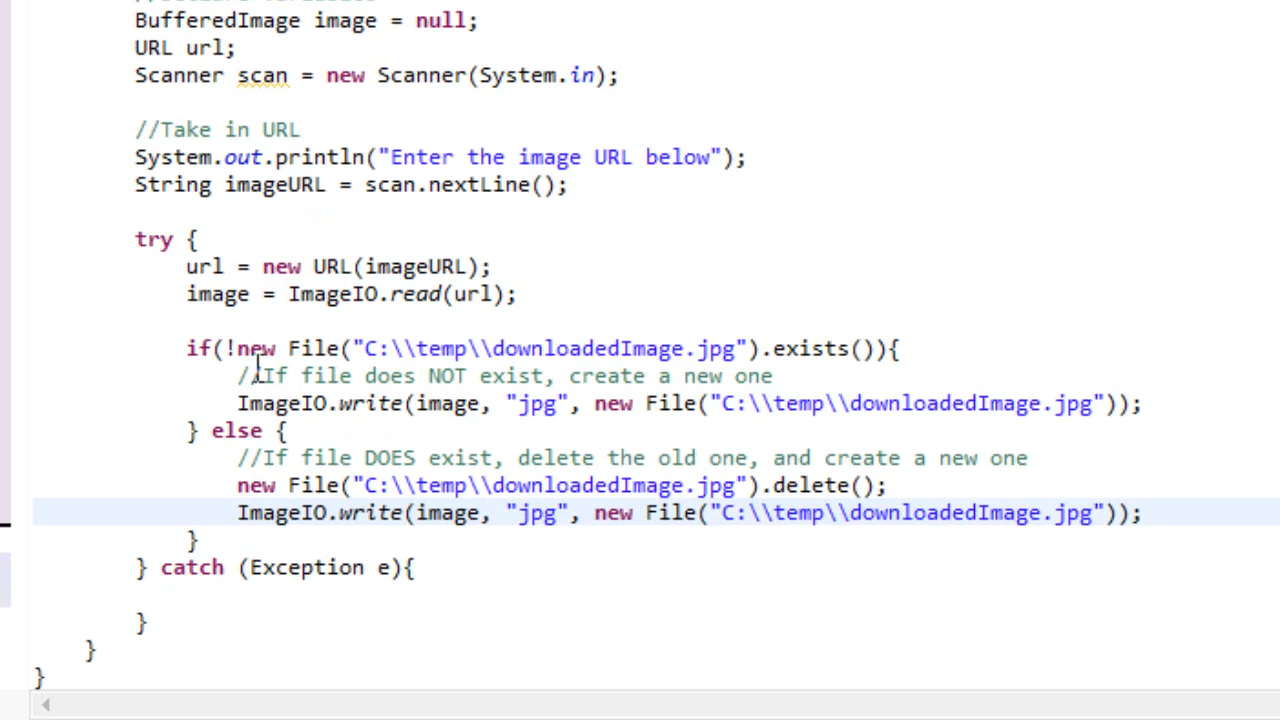 BufferedImage image = null;
URL url;
Scanner scan = new Scanner(System.in);
//Take in URL
System.out.println("Enter the image URL below");
String imageURL = scan.nextLine();
try {
url = new URL(imageURL);
image = ImageIO.read(url);
if(!new File("C:\\temp\\downloadedImage.jpg").exists()){
//If file does NOT exist, create a new one
ImageIO.write(image, "jpg", new File("C:\\temp\\downloadedImage.jpg"));
} else {
//If file DOES exist, delete the old one, and create a new one
new File("C:\\temp\\downloadedImage.jpg").delete();
ImageIO.write(image, "jpg", new File("C:\\temp\\downloadedImage.jpg"));
}
} catch (Exception e){
}
}
}